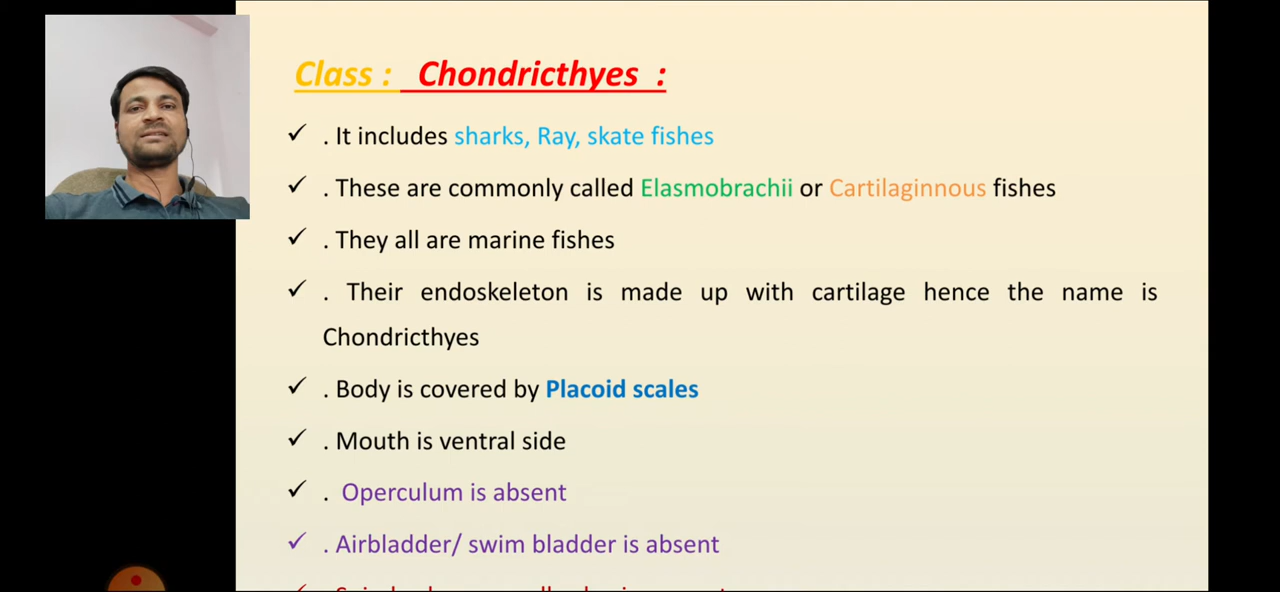 Class : Chondricthyes :
✓ . It includes sharks, Ray, skate fishes
✓ . These are commonly called Elasmobrachii or Cartilaginnous fishes
✓ . They all are marine fishes
✓ . Their endoskeleton is made up with cartilage hence the name is
Chondricthyes
✓ . Body is covered by Placoid scales
✓ . Mouth is ventral side
✓ . Operculum is absent
✓ . Airbladder/ swim bladder is absent